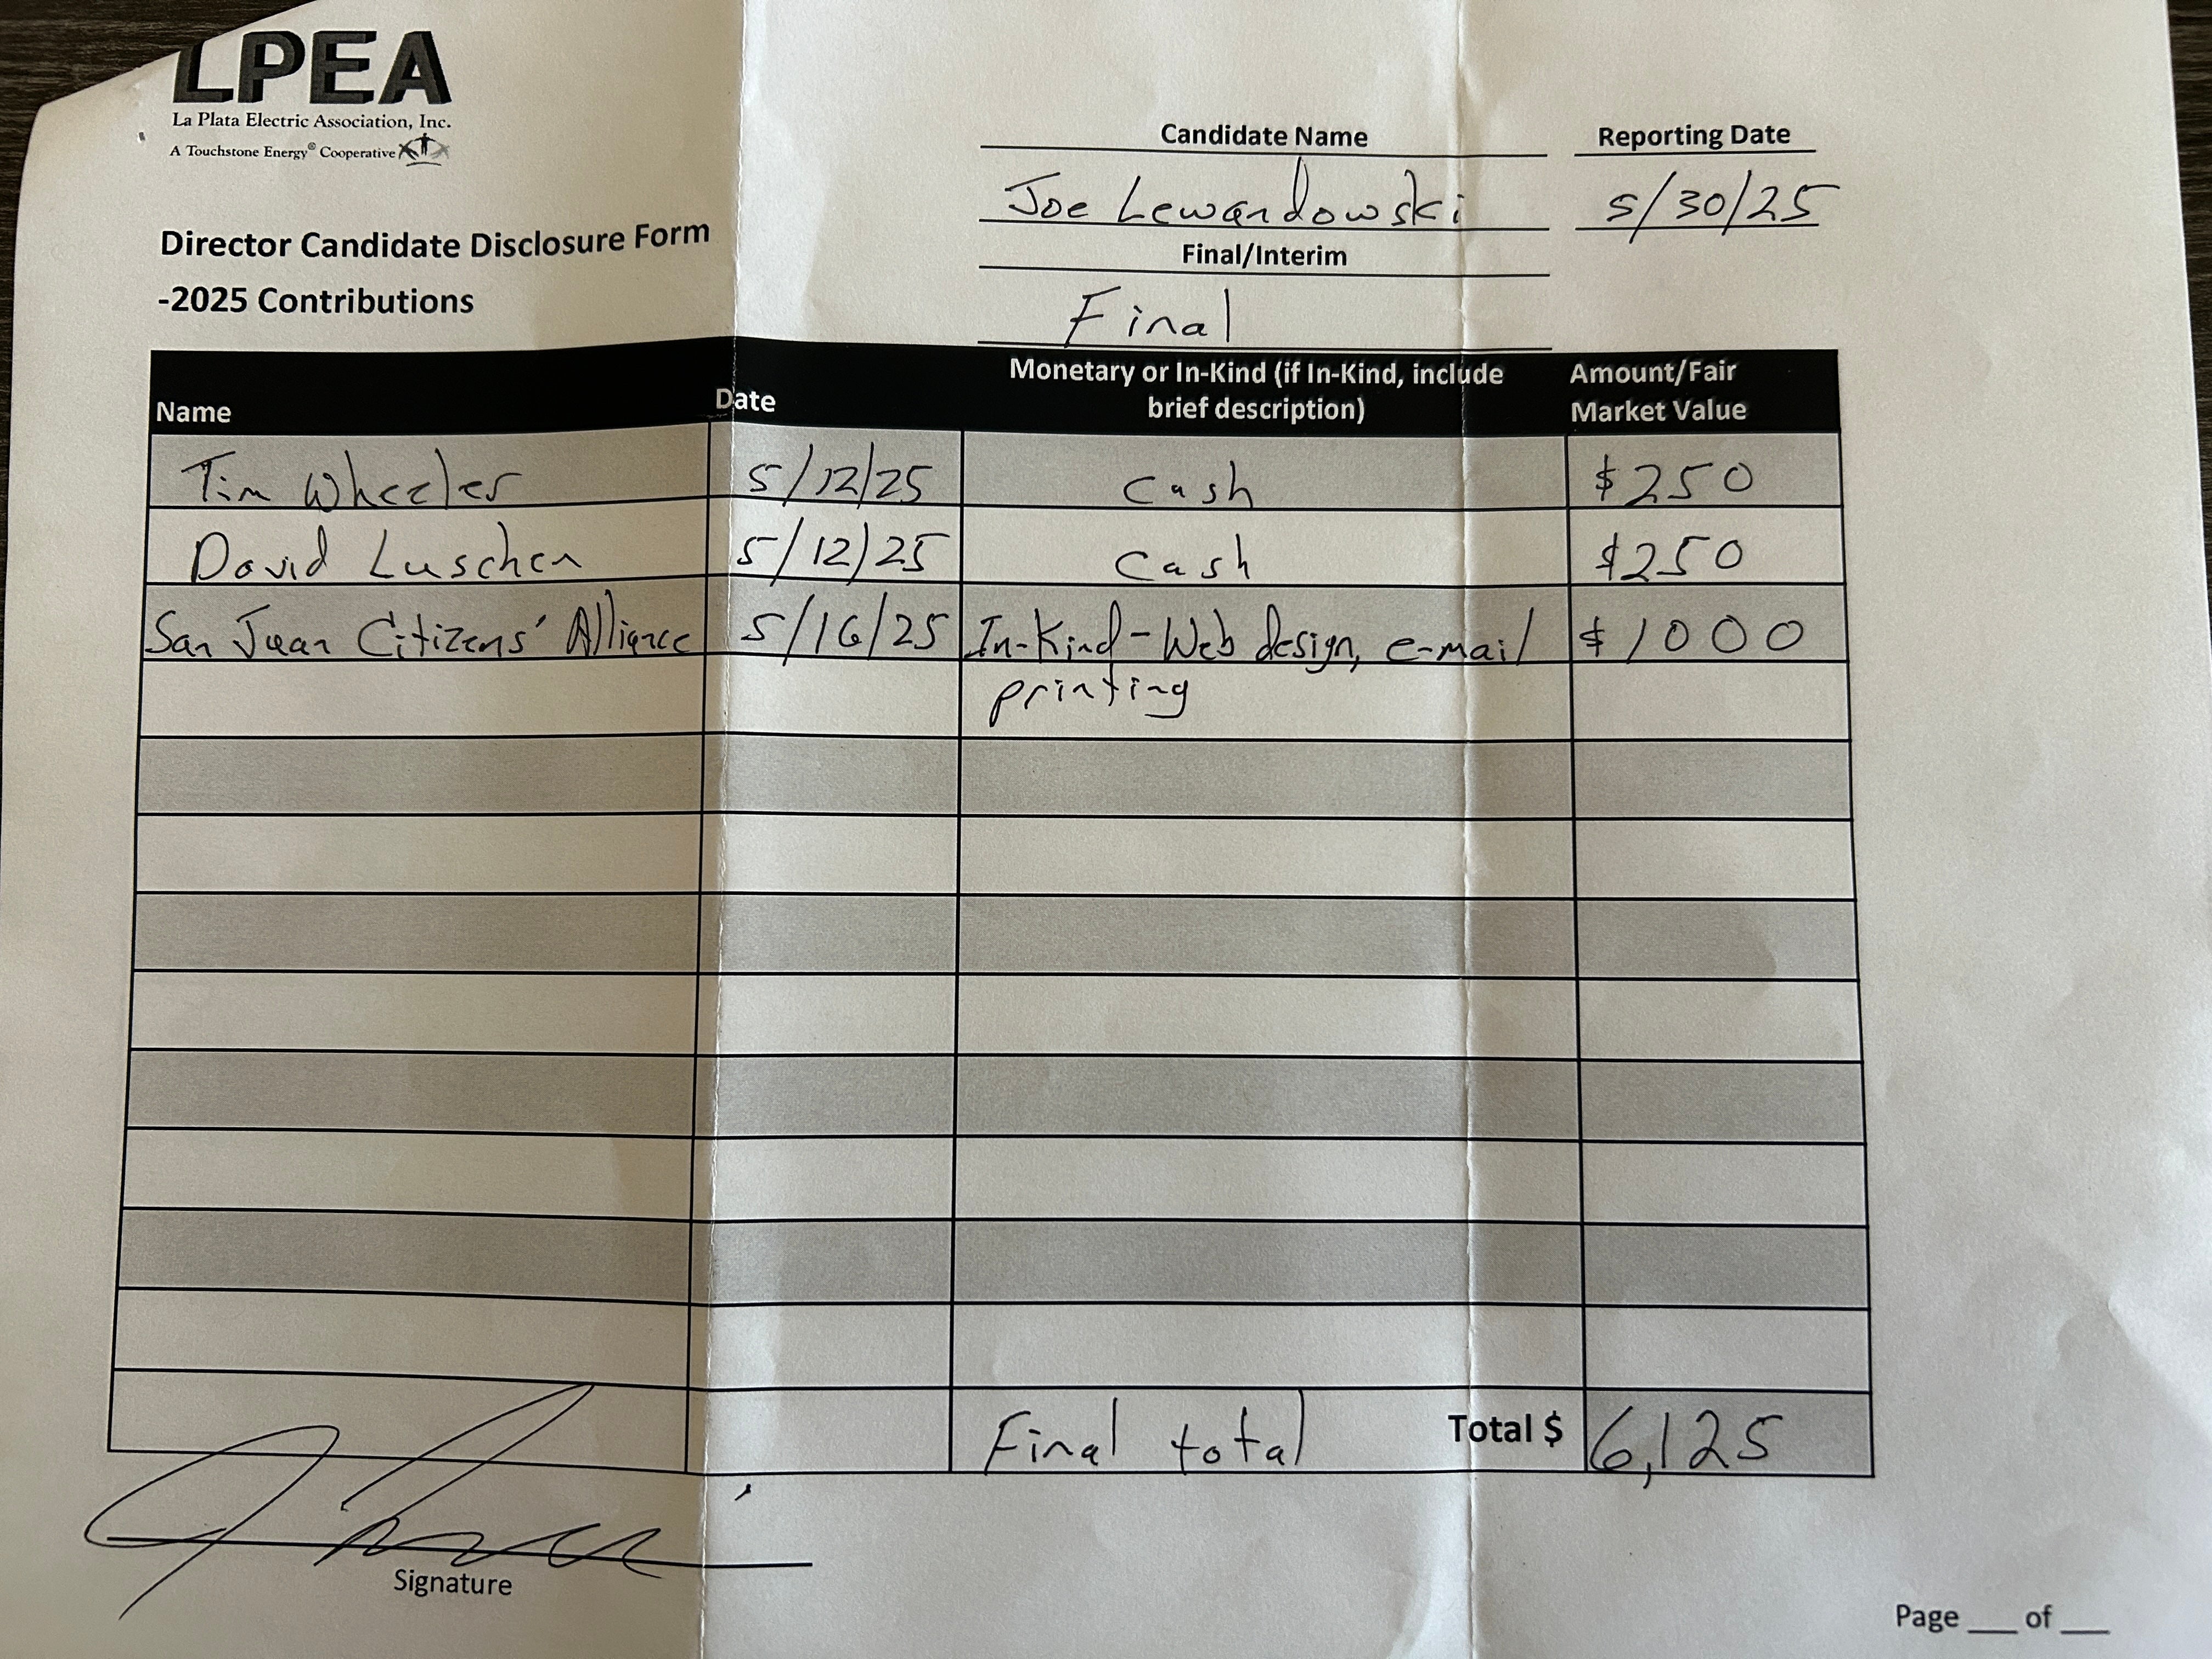 LPEA
La Plata Electric Association, Inc.
A Touchstone Energy® Cooperative
Candidate Name Reporting Date
Joe Lewandowski 5/30/25
Director Candidate Disclosure Form
Final/Interim
-2025 Contributions
Final
Name Date Monetary or In-Kind (if In-Kind, include brief description) Amount/Fair Market Value
Tim Wheeler 5/12/25 Cash $250
David Luschen 5/12/25 Cash $250
San Juan Citizens' Alliance 5/16/25 In-Kind-Web design, e-mail $1000
printing
Final total Total $ 6,125
Signature
Page ___ of ___